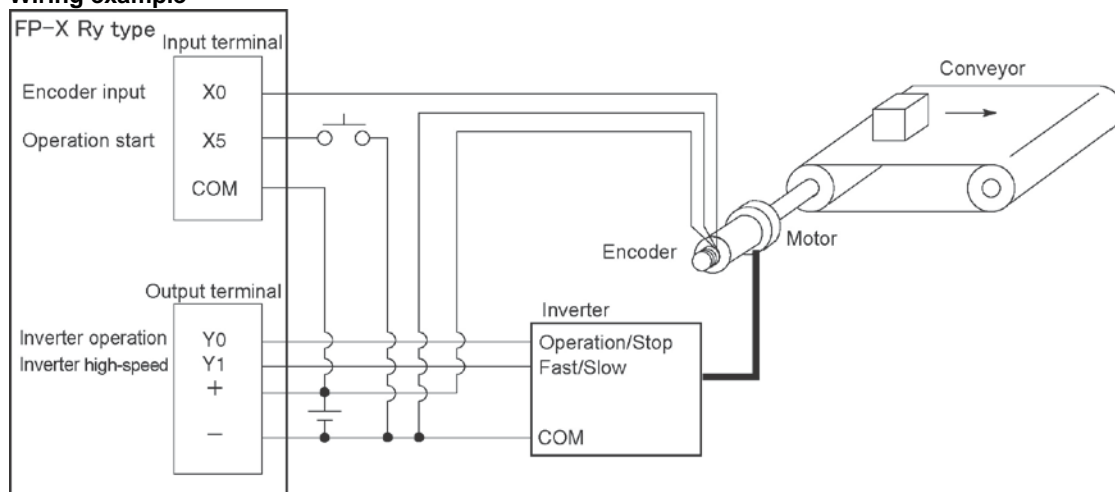 Wiring example
FP-X Ry type
Input terminal
Encoder input
X0
Operation start
X5
COM
Output terminal
Inverter operation
Y0
Inverter high-speed
Y1
+
−
Encoder
Motor
Conveyor
Inverter
Operation/Stop
Fast/Slow
COM